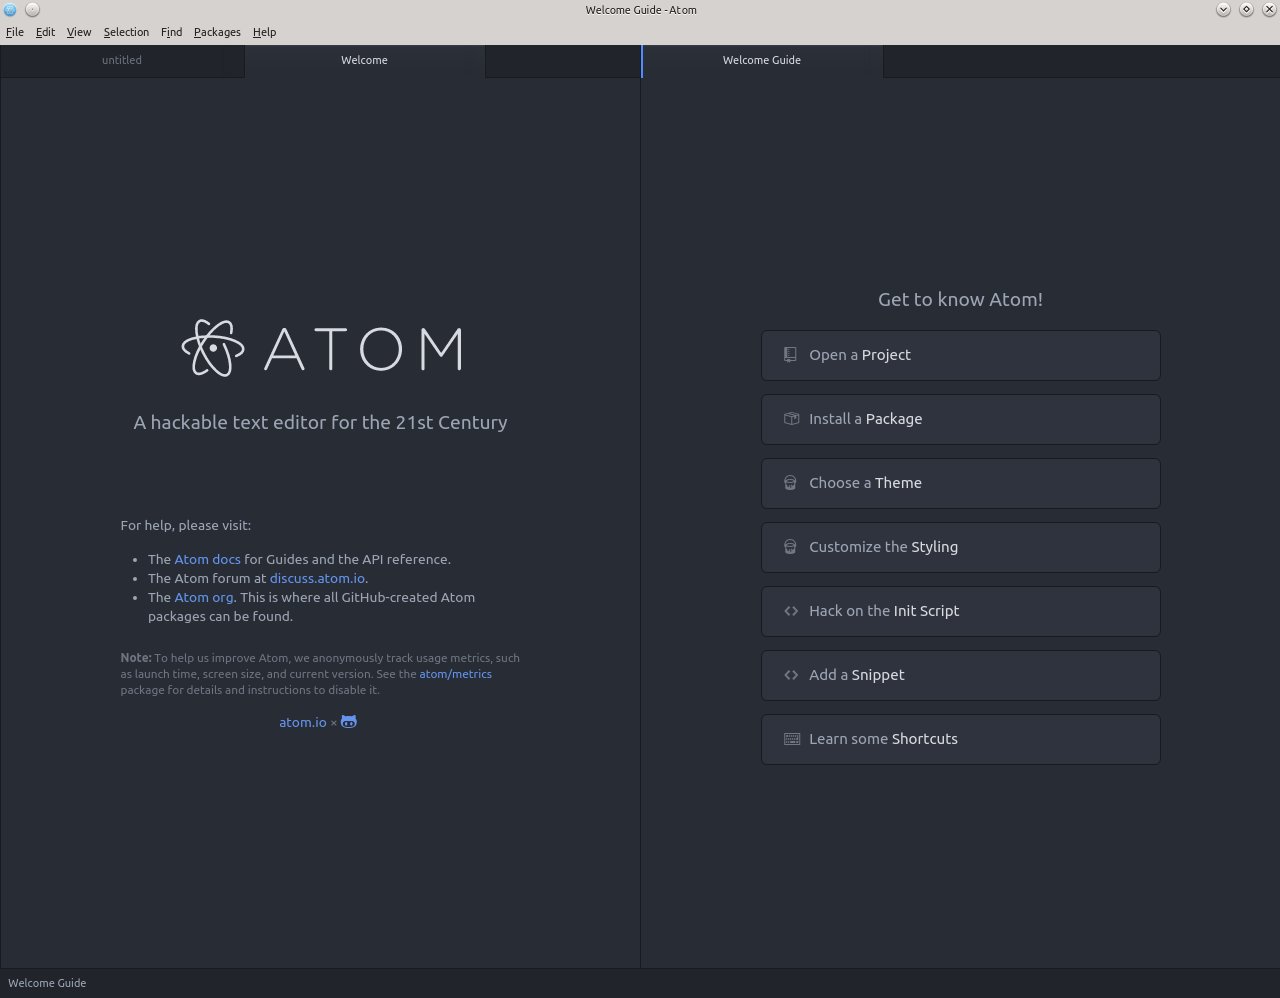 Welcome Guide - Atom
File Edit View Selection Find Packages Help
untitled
Welcome
Welcome Guide
ATOM
A hackable text editor for the 21st Century
For help, please visit:
• The Atom docs for Guides and the API reference.
• The Atom forum at discuss.atom.io.
• The Atom org. This is where all GitHub-created Atom
packages can be found.
Note: To help us improve Atom, we anonymously track usage metrics, such
as launch time, screen size, and current version. See the atom/metrics
package for details and instructions to disable it.
atom.io ×
Get to know Atom!
Open a Project
Install a Package
Choose a Theme
Customize the Styling
Hack on the Init Script
Add a Snippet
Learn some Shortcuts
Welcome Guide